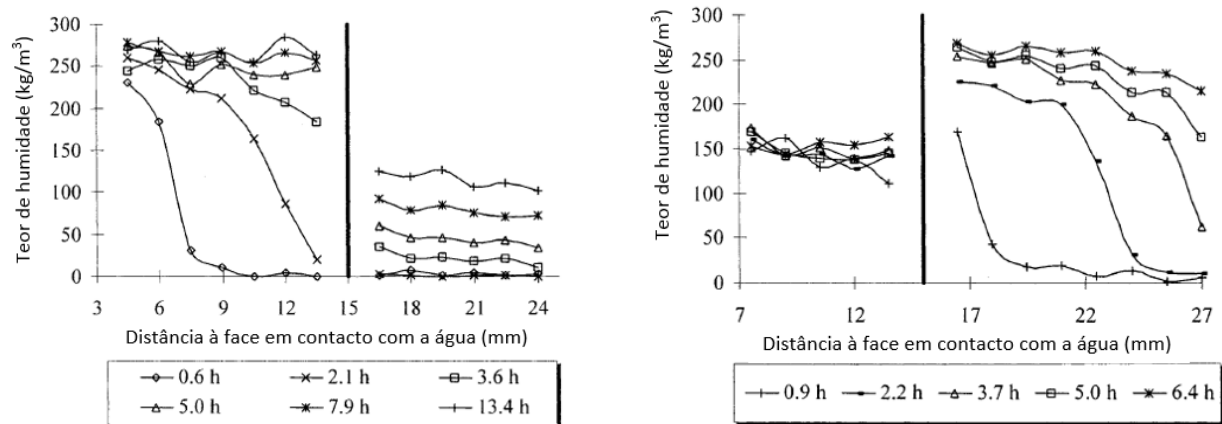 Teor de humidade (kg/m³)
300
250
200
150
100
50
0
3 6 9 12 15 18 21 24
Distância à face em contacto com a água (mm)
0.6 h 2.1 h 3.6 h
5.0 h 7.9 h 13.4 h
Teor de humidade (kg/m³)
300
250
200
150
100
50
0
7 12 17 22 27
Distância à face em contacto com a água (mm)
0.9 h 2.2 h 3.7 h 5.0 h 6.4 h